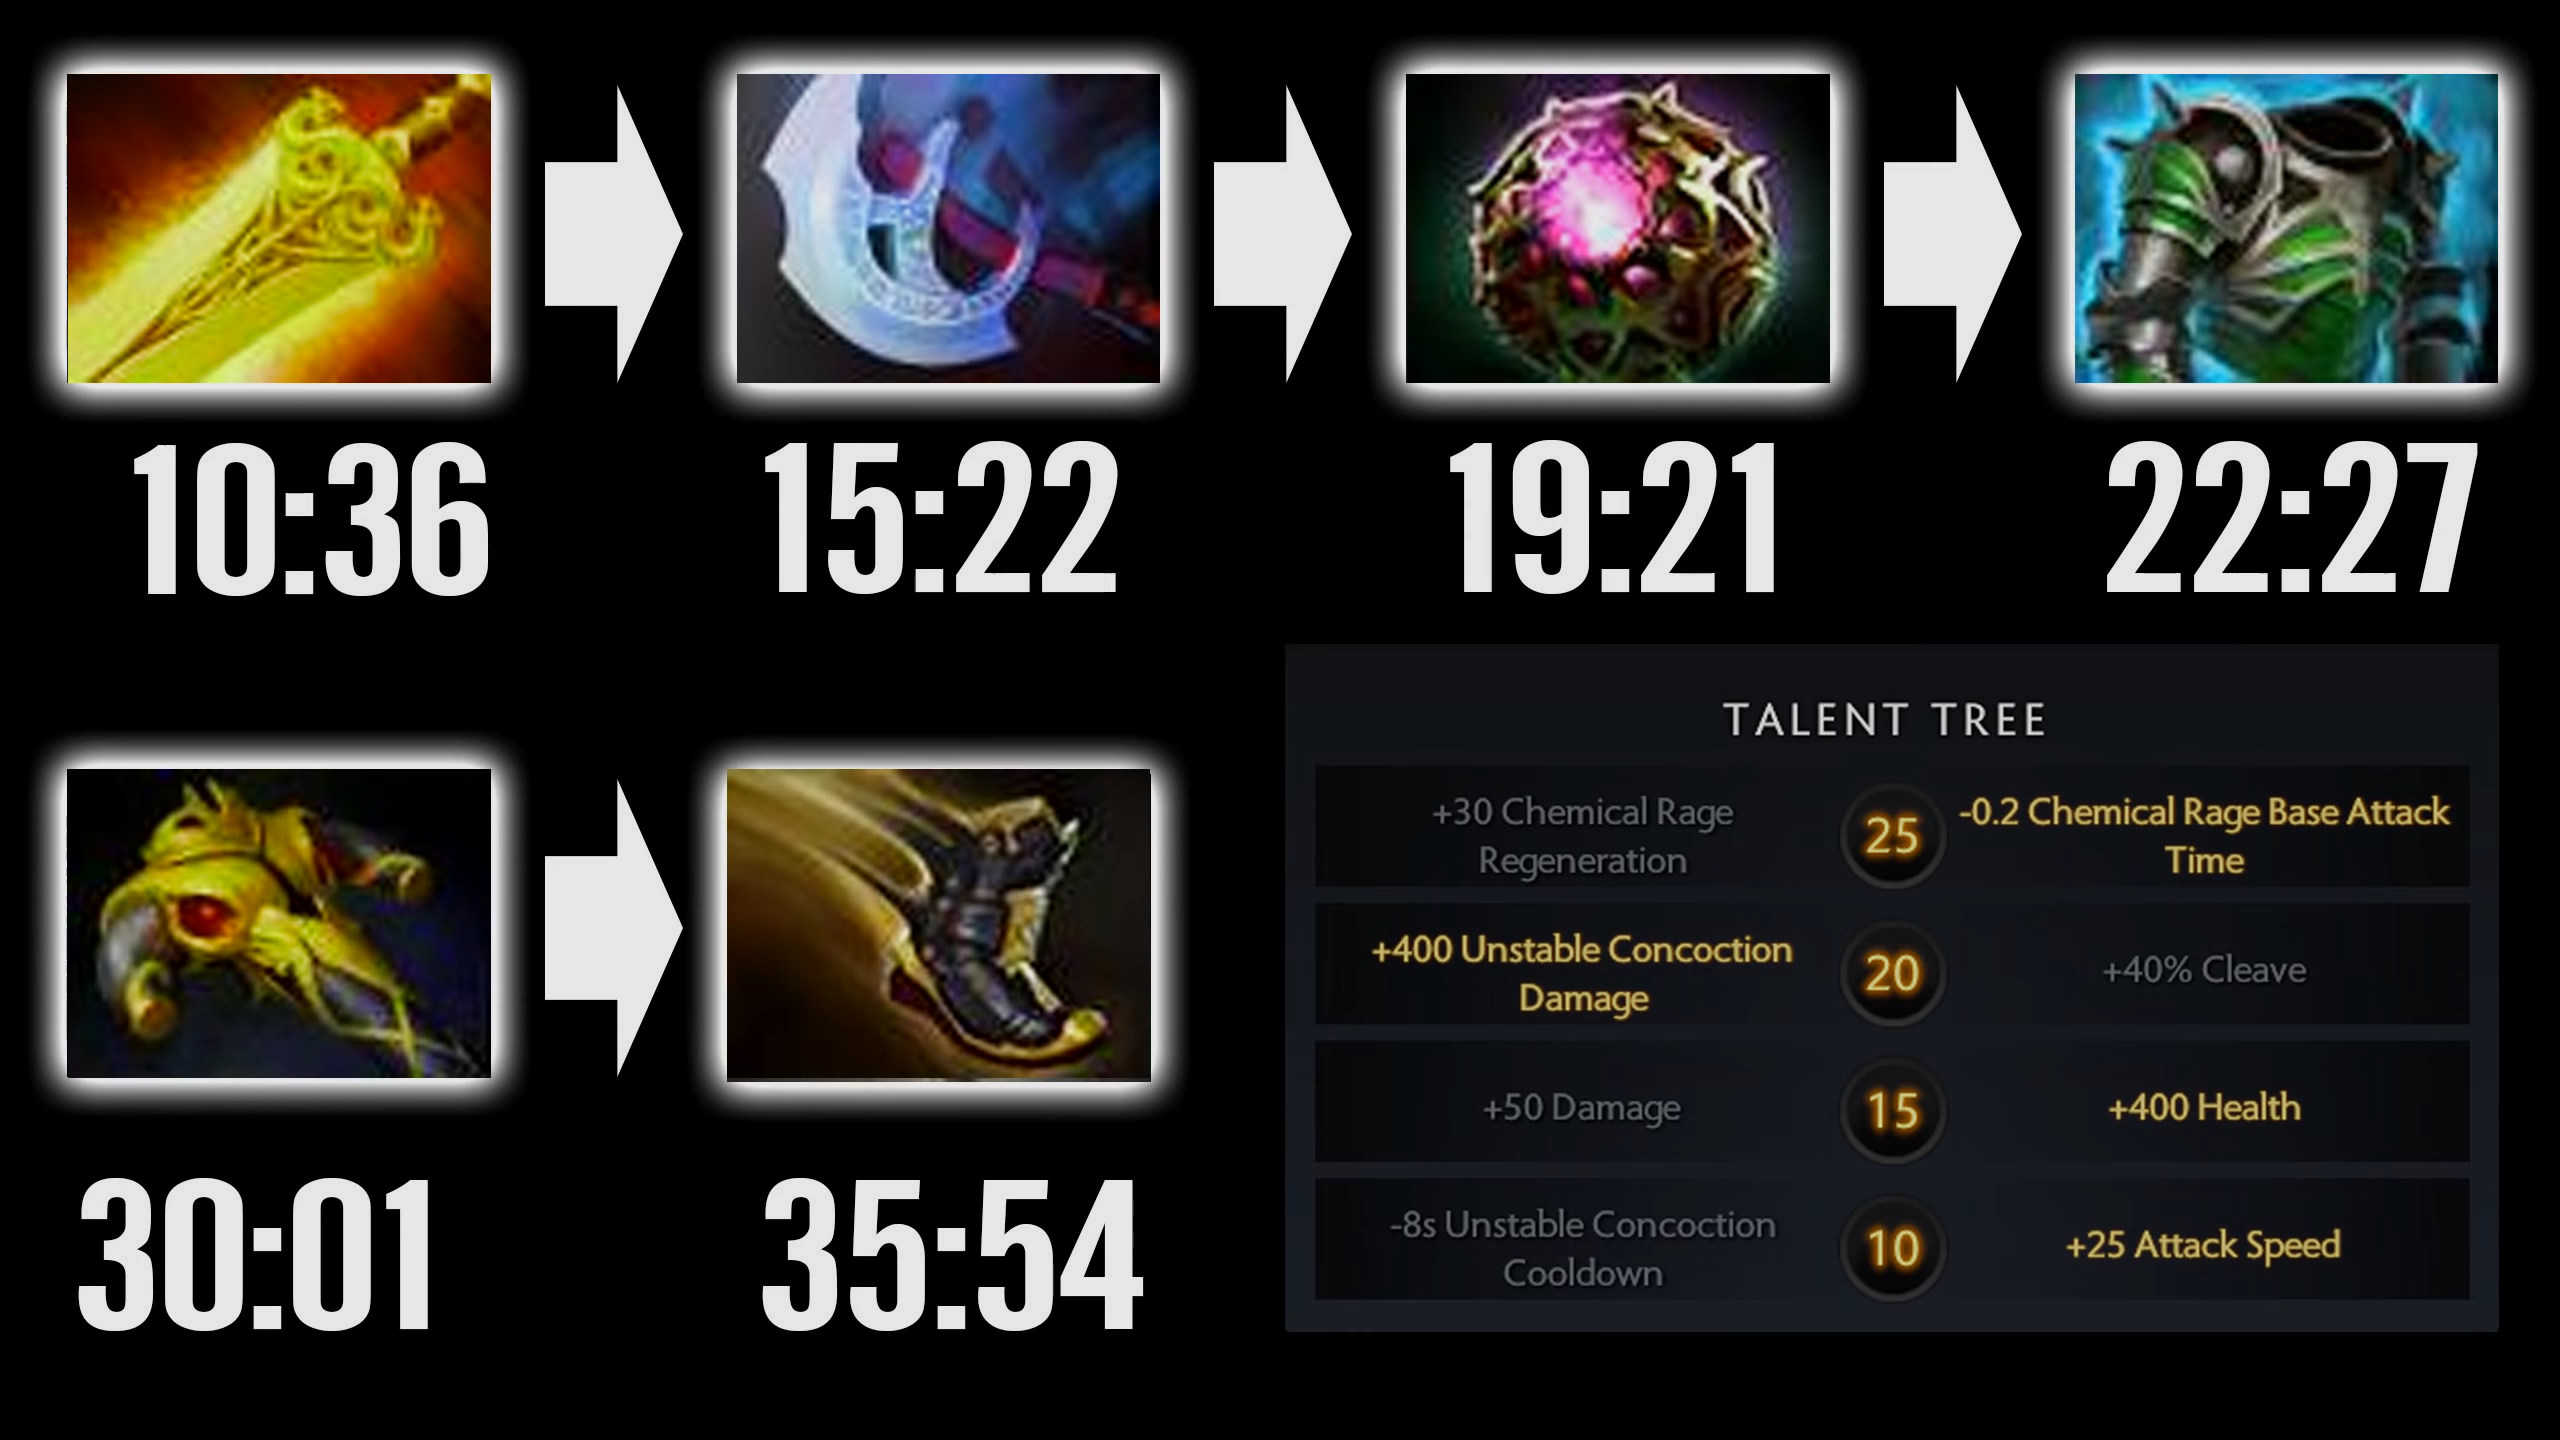 10:36
15:22
19:21
22:27
30:01
35:54
TALENT TREE
+30 Chemical Rage
Regeneration
25
-0.2 Chemical Rage Base Attack
Time
+400 Unstable Concoction
Damage
20
+40% Cleave
+50 Damage
15
+400 Health
-8s Unstable Concoction
Cooldown
10
+25 Attack Speed